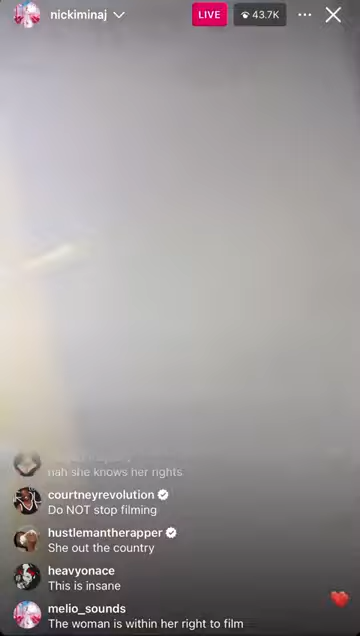 nickiminaj
LIVE
43.7K
nah she knows her rights
courtneyrevolution
Do NOT stop filming
hustlemantherapper
She out the country
heavyonace
This is insane
melio_sounds
The woman is within her right to film